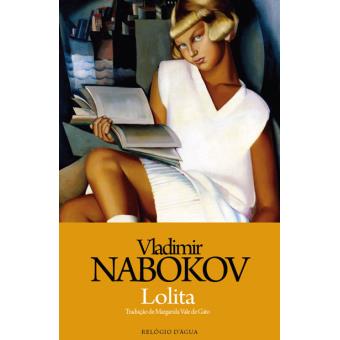 Vladimir
NABOKOV
Lolita
Tradução de Margarida Vale de Gato
RELÓGIO D'ÁGUA